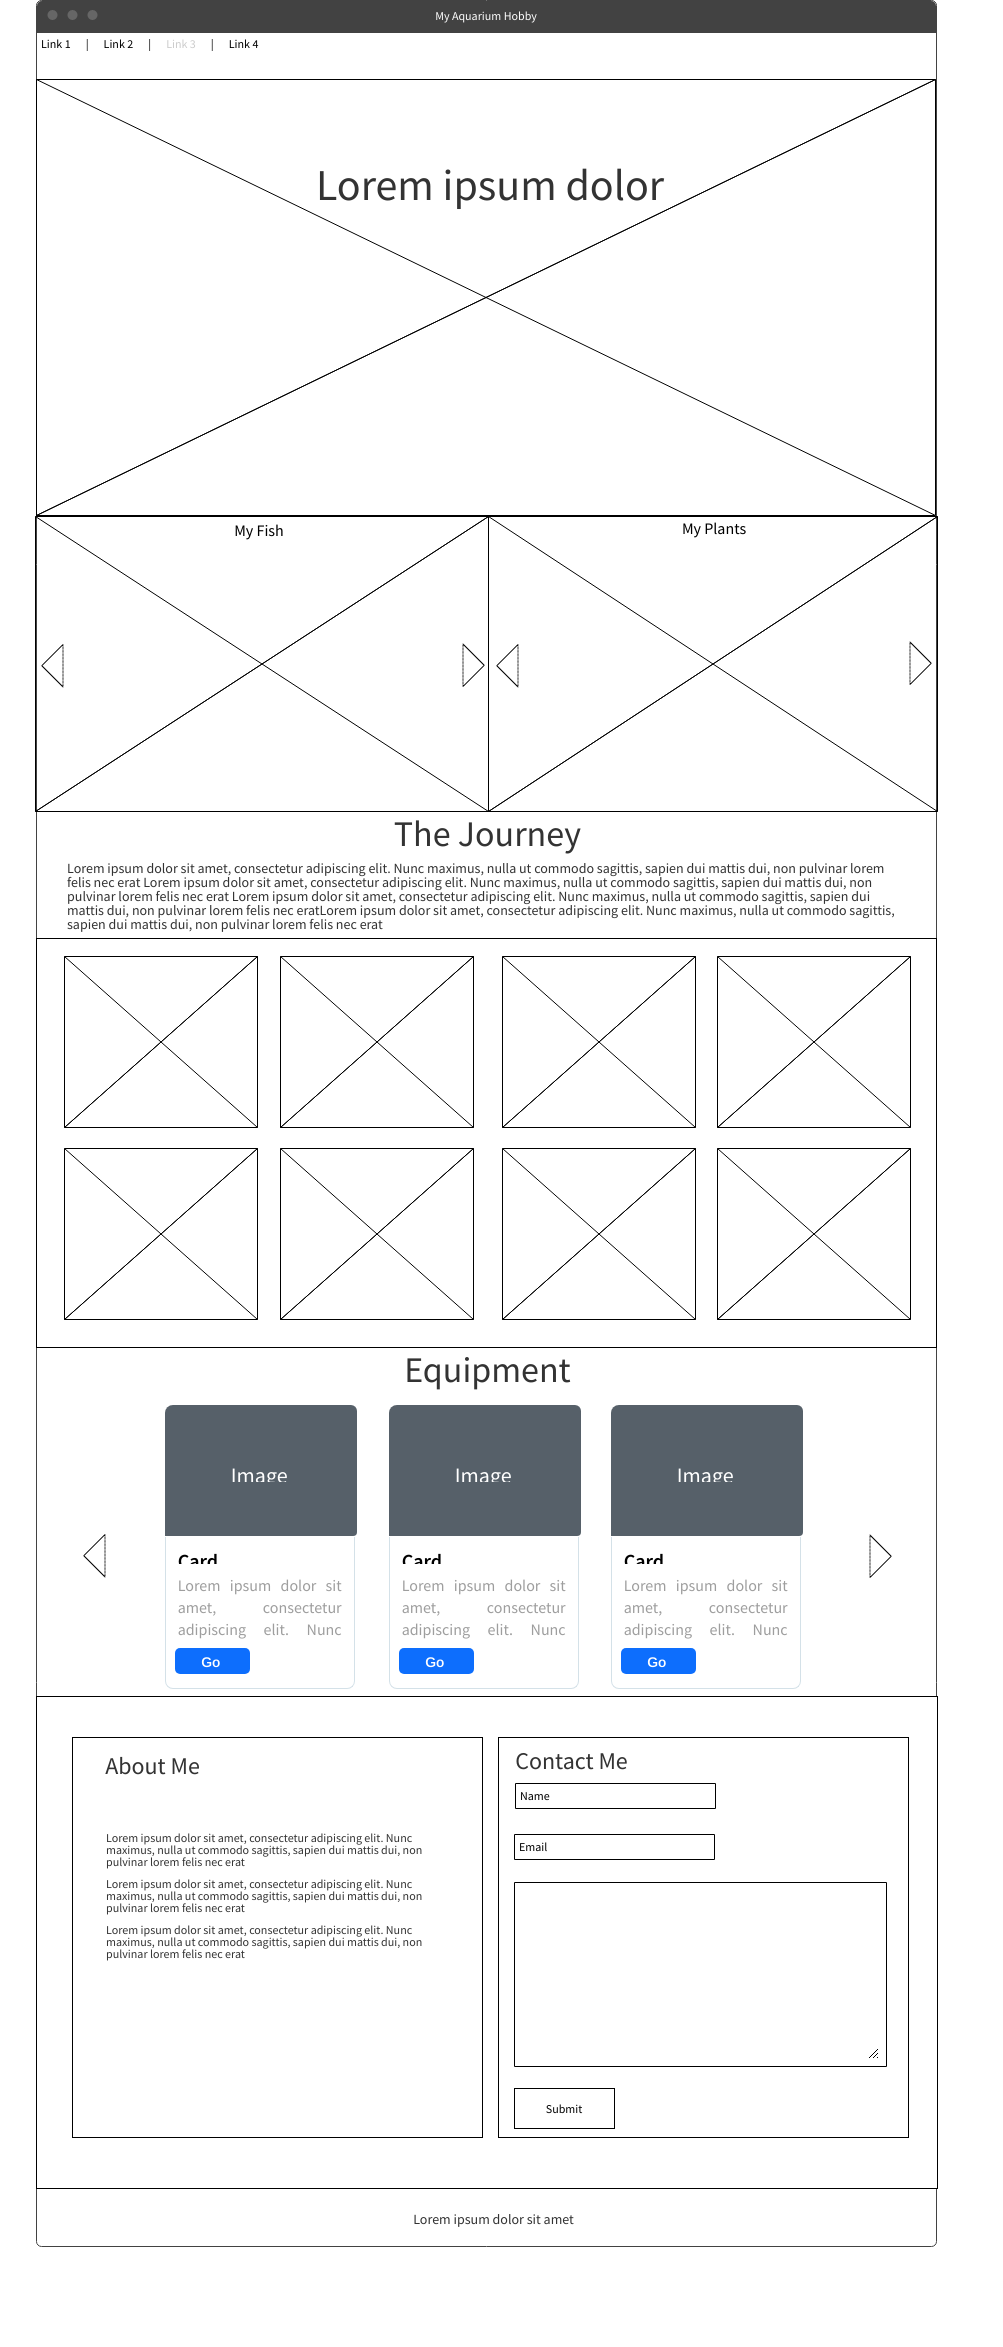 My Aquarium Hobby
Link 1 | Link 2 | Link 3 | Link 4
Lorem ipsum dolor
My Fish
My Plants
The Journey
Lorem ipsum dolor sit amet, consectetur adipiscing elit. Nunc maximus, nulla ut commodo sagittis, sapien dui mattis dui, non pulvinar lorem
felis nec erat Lorem ipsum dolor sit amet, consectetur adipiscing elit. Nunc maximus, nulla ut commodo sagittis, sapien dui mattis dui, non
pulvinar lorem felis nec erat Lorem ipsum dolor sit amet, consectetur adipiscing elit. Nunc maximus, nulla ut commodo sagittis, sapien dui
mattis dui, non pulvinar lorem felis nec eratLorem ipsum dolor sit amet, consectetur adipiscing elit. Nunc maximus, nulla ut commodo sagittis,
sapien dui mattis dui, non pulvinar lorem felis nec erat
Equipment
Image
Card
Lorem ipsum dolor sit
amet, consectetur
adipiscing elit. Nunc
Go
Image
Card
Lorem ipsum dolor sit
amet, consectetur
adipiscing elit. Nunc
Go
Image
Card
Lorem ipsum dolor sit
amet, consectetur
adipiscing elit. Nunc
Go
About Me
Lorem ipsum dolor sit amet, consectetur adipiscing elit. Nunc
maximus, nulla ut commodo sagittis, sapien dui mattis dui, non
pulvinar lorem felis nec erat
Lorem ipsum dolor sit amet, consectetur adipiscing elit. Nunc
maximus, nulla ut commodo sagittis, sapien dui mattis dui, non
pulvinar lorem felis nec erat
Lorem ipsum dolor sit amet, consectetur adipiscing elit. Nunc
maximus, nulla ut commodo sagittis, sapien dui mattis dui, non
pulvinar lorem felis nec erat
Contact Me
Name
Email
Submit
Lorem ipsum dolor sit amet